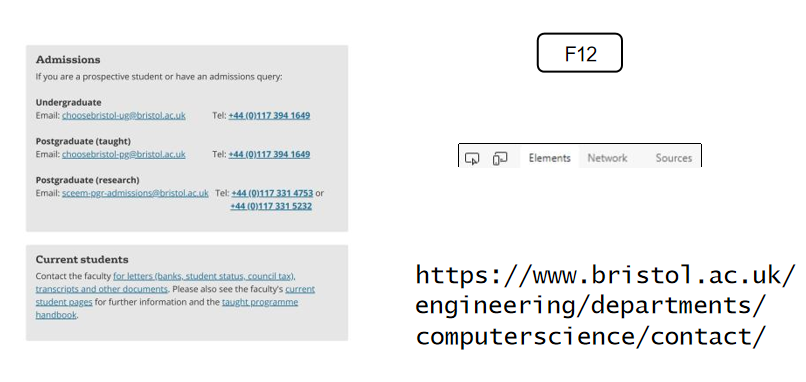 Admissions
If you are a prospective student or have an admissions query:
Undergraduate
Email: choosebristol-ug@bristol.ac.uk Tel: +44 (0)117 394 1649
Postgraduate (taught)
Email: choosebristol-pg@bristol.ac.uk Tel: +44 (0)117 394 1649
Postgraduate (research)
Email: sceem-pgr-admissions@bristol.ac.uk Tel: +44 (0)117 331 4753 or
+44 (0)117 331 5232
Current students
Contact the faculty for letters (banks, student status, council tax),
transcripts and other documents. Please also see the faculty's current
student pages for further information and the taught programme
handbook.
F12
Elements Network Sources
https://www.bristol.ac.uk/
engineering/departments/
computerscience/contact/